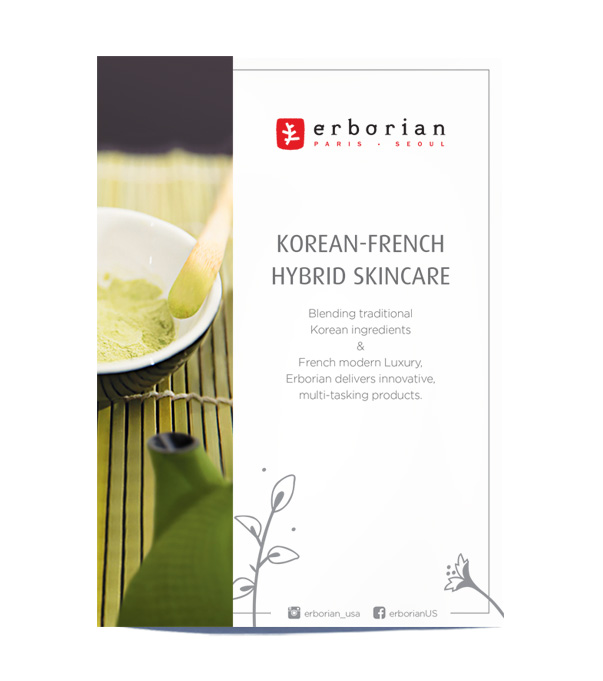 erborian
PARIS · SEOUL
KOREAN-FRENCH
HYBRID SKINCARE
Blending traditional
Korean ingredients
&
French modern Luxury,
Erborian delivers innovative,
multi-tasking products.
erborian_usa erborianUS